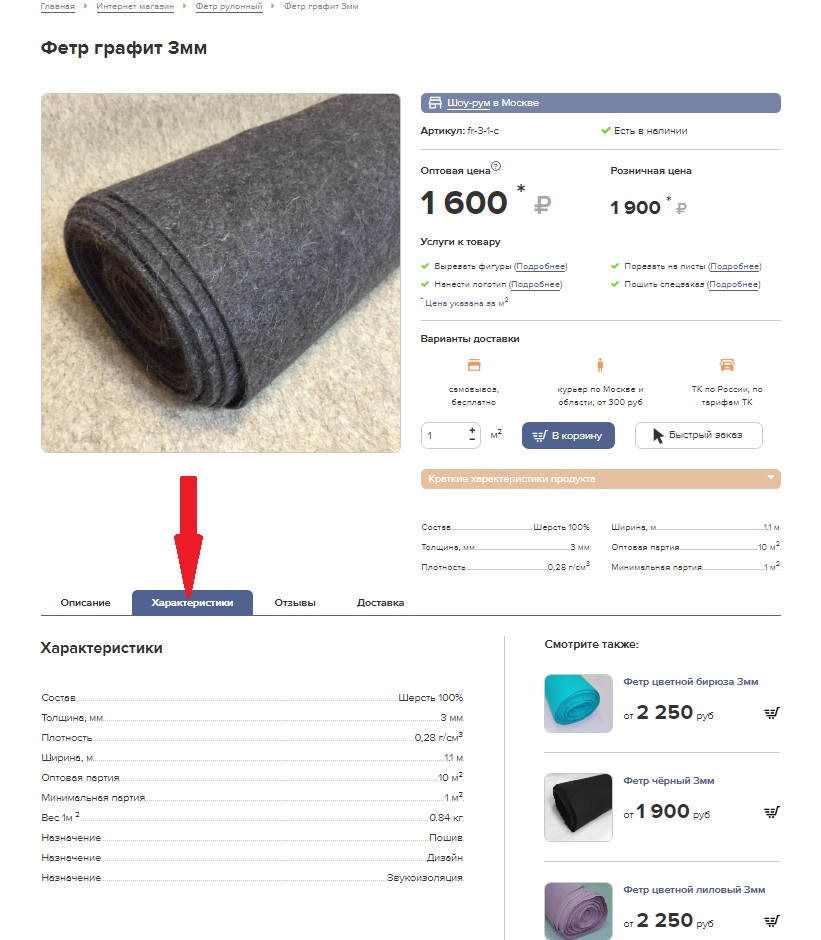 Главная Интернет магазин Фетр рулонный Фетр графит 3мм
Фетр графит 3мм
Шоу-рум в Москве
Артикул: fr-3-1-c Есть в наличии
Оптовая цена? Розничная цена
1 600 * ₽ 1 900 * ₽
Услуги к товару
Вырезать фигуры (Подробнее) Порезать на листы (Подробнее)
Нанести логотип (Подробнее) Пошить спецзаказ (Подробнее)
* Цена указана за м²
Варианты доставки
самовывоз, бесплатно
курьер по Москве и области, от 300 руб
ТК по России, по тарифам ТК
1 + − м² В корзину Быстрый заказ
Краткие характеристики продукта
Состав Шерсть 100% Ширина, м 1.1 м
Толщина, мм 3 мм Оптовая партия 10 м²
Плотность 0,28 г/см³ Минимальная партия 1 м²
Описание Характеристики Отзывы Доставка
Характеристики
Состав Шерсть 100%
Толщина, мм 3 мм
Плотность 0,28 г/см³
Ширина, м 1.1 м
Оптовая партия 10 м²
Минимальная партия 1 м²
Вес 1м ² 0.84 кг
Назначение Пошив
Назначение Дизайн
Назначение Звукоизоляция
Смотрите также:
Фетр цветной бирюза 3мм
от 2 250 руб
Фетр чёрный 3мм
от 1 900 руб
Фетр цветной лиловый 3мм
от 2 250 руб